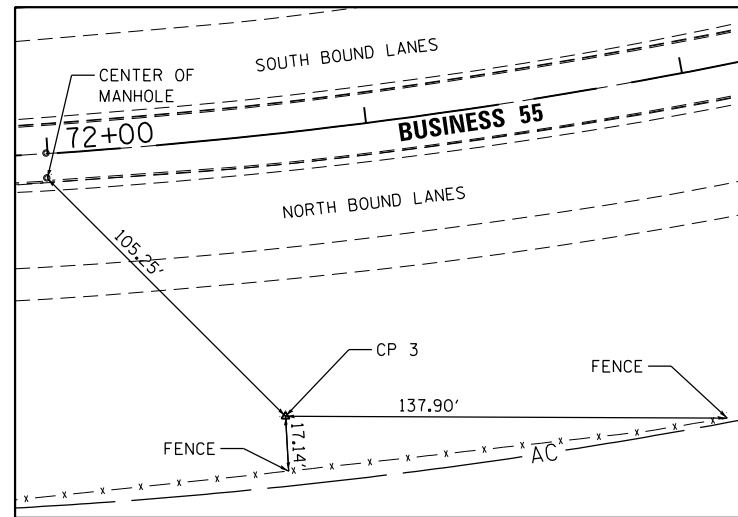 SOUTH BOUND LANES
CENTER OF
MANHOLE
72+00
BUSINESS 55
NORTH BOUND LANES
105.25'
CP 3
FENCE
137.90'
17.14'
FENCE
AC